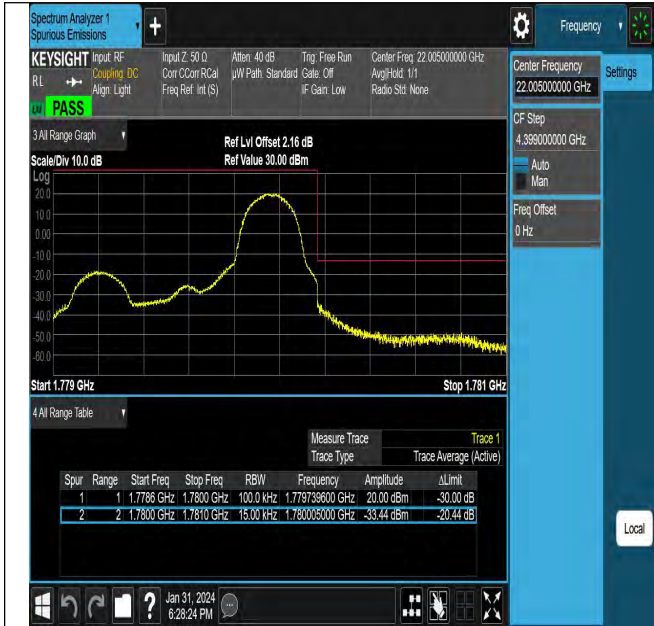 Spectrum Analyzer 1
Spurious Emissions
Frequency
KEYSIGHT Input: RF Input Z: 50 Ω Atten: 40 dB Trig: Free Run Center Freq: 22.005000000 GHz
RL Coupling: DC Corr CCorr RCal µW Path: Standard Gate: Off Avg|Hold: 1/1
Align: Light Freq Ref: Int (S) IF Gain: Low Radio Std: None
PASS
Center Frequency
22.005000000 GHz
Settings
CF Step
4.399000000 GHz
Auto
Man
Freq Offset
0 Hz
3 All Range Graph
Ref Lvl Offset 2.16 dB
Scale/Div 10.0 dB Ref Value 30.00 dBm
Log
20.0
10.0
0.00
-10.0
-20.0
-30.0
-40.0
-50.0
-60.0
Start 1.779 GHz Stop 1.781 GHz
4 All Range Table
Measure Trace Trace 1
Trace Type Trace Average (Active)
Spur Range Start Freq Stop Freq RBW Frequency Amplitude ΔLimit
1 1 1.7786 GHz 1.7800 GHz 100.0 kHz 1.779739600 GHz 20.00 dBm -30.00 dB
2 2 1.7800 GHz 1.7810 GHz 15.00 kHz 1.780005000 GHz -33.44 dBm -20.44 dB
Local
Jan 31, 2024
6:28:24 PM